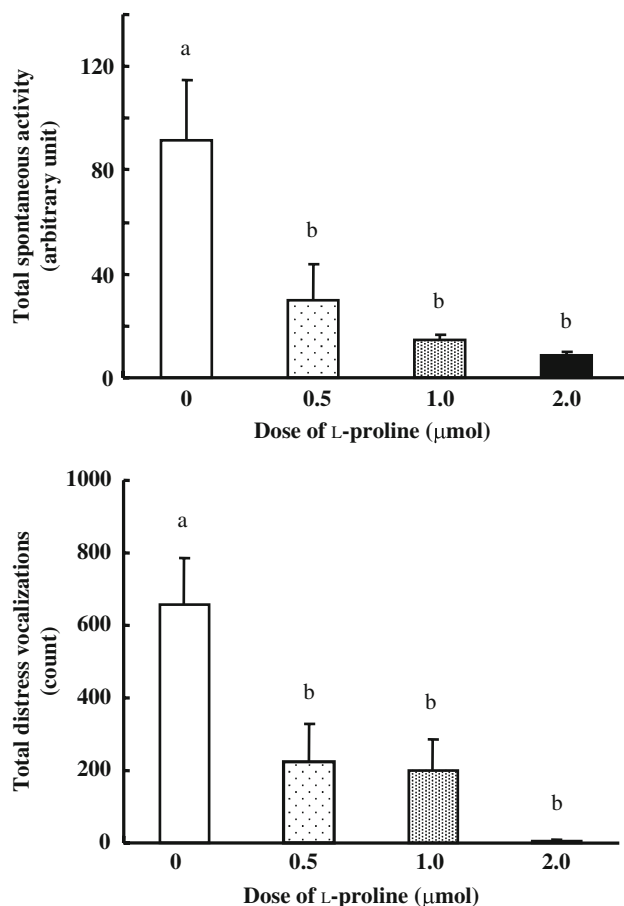 Total spontaneous activity
(arbitrary unit)
120
80
40
0
a
b
b
b
0 0.5 1.0 2.0
Dose of L-proline (μmol)
Total distress vocalizations
(count)
1000
800
600
400
200
0
a
b
b
b
0 0.5 1.0 2.0
Dose of L-proline (μmol)